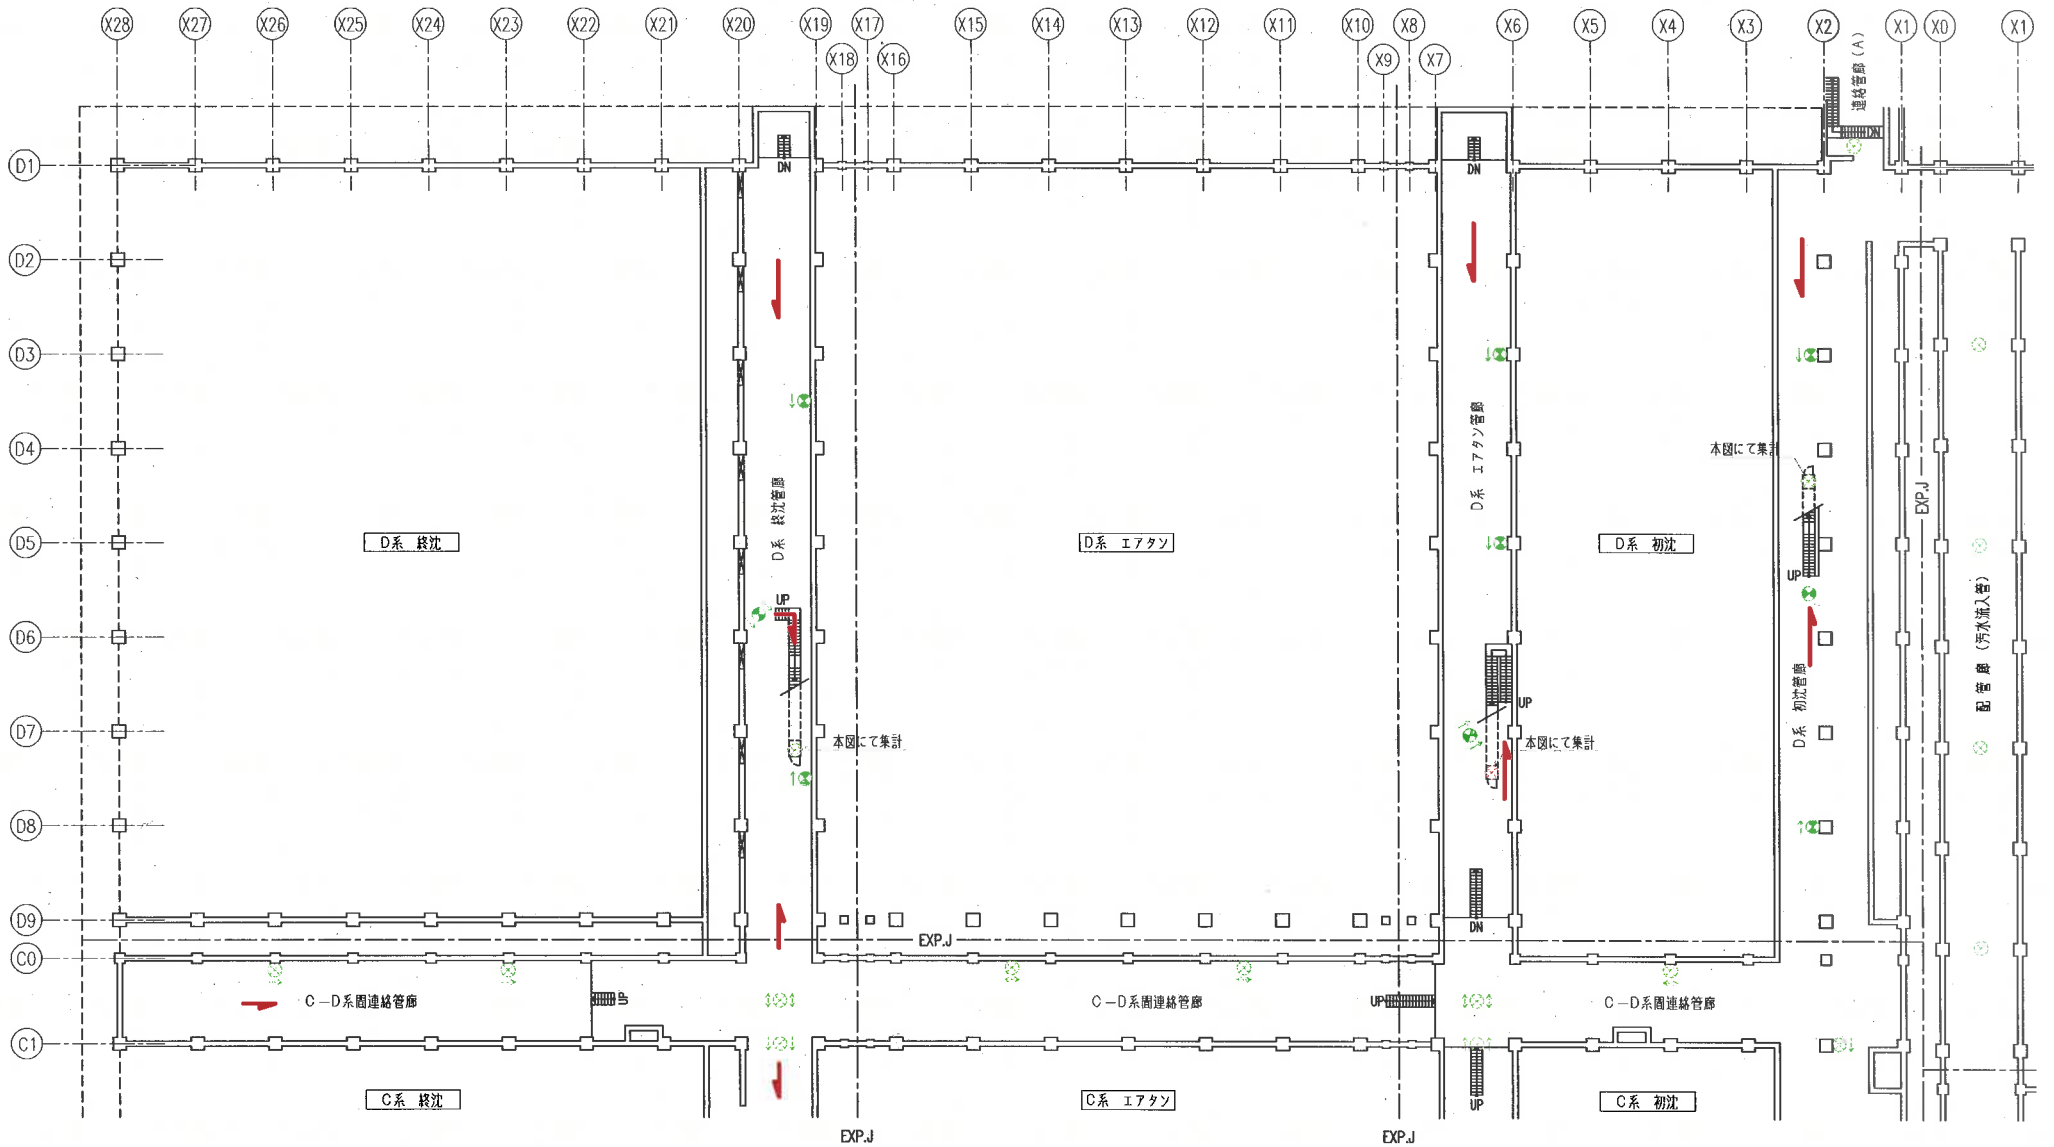 X28 X27 X26 X25 X24 X23 X22 X21 X20 X19 X17 X15 X14 X13 X12 X11 X10 X8 X6 X5 X4 X3 X2 X1 X0 X1
X18 X16 X9 X7
連絡管廊(A)
DN
D1
DN
DN
D2
D3
D4
本図にて集計
D系 エアタン管廊
D系 終沈管廊
EXP.J
D5
D系 終沈
D系 エアタン
D系 初沈
UP
UP
配管廊(汚水流入管)
D6
D系 初沈管廊
UP
D7
本図にて集計
本図にて集計
D8
D9
DN
EXP.J
C0
C-D系間連絡管廊
UP
C-D系間連絡管廊
UP
C-D系間連絡管廊
C1
C系 終沈
C系 エアタン
UP
C系 初沈
EXP.J
EXP.J